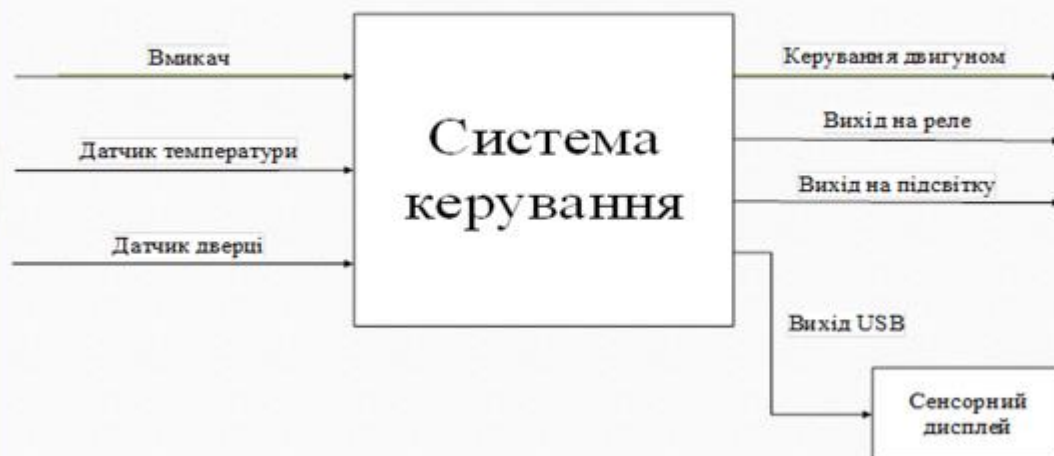 Вмикач
Датчик температури
Датчик дверці
Система
керування
Керування двигуном
Вихід на реле
Вихід на підсвітку
Вихід USB
Сенсорний
дисплей